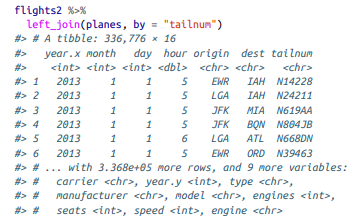 flights2 %>%
  left_join(planes, by = "tailnum")
#> # A tibble: 336,776 × 16
#>   year.x month   day  hour origin  dest tailnum
#>    <int> <int> <int> <dbl>  <chr> <chr>   <chr>
#> 1   2013     1     1     5    EWR   IAH  N14228
#> 2   2013     1     1     5    LGA   IAH  N24211
#> 3   2013     1     1     5    JFK   MIA  N619AA
#> 4   2013     1     1     5    JFK   BQN  N804JB
#> 5   2013     1     1     6    LGA   ATL  N668DN
#> 6   2013     1     1     5    EWR   ORD  N39463
#> # ... with 3.368e+05 more rows, and 9 more variables:
#> #   carrier <chr>, year.y <int>, type <chr>,
#> #   manufacturer <chr>, model <chr>, engines <int>,
#> #   seats <int>, speed <int>, engine <chr>